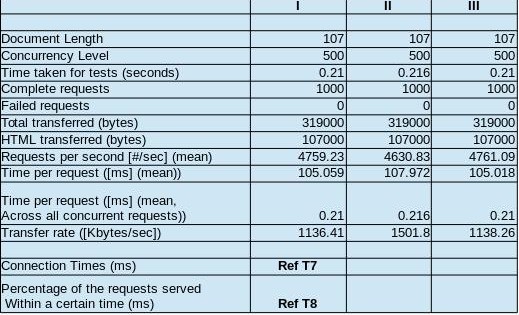 I II III
Document Length 107 107 107
Concurrency Level 500 500 500
Time taken for tests (seconds) 0.21 0.216 0.21
Complete requests 1000 1000 1000
Failed requests 0 0 0
Total transferred (bytes) 319000 319000 319000
HTML transferred (bytes) 107000 107000 107000
Requests per second [#/sec] (mean) 4759.23 4630.83 4761.09
Time per request ([ms] (mean)) 105.059 107.972 105.018
Time per request ([ms] (mean,
Across all concurrent requests)) 0.21 0.216 0.21
Transfer rate ([Kbytes/sec]) 1136.41 1501.8 1138.26
Connection Times (ms) Ref T7
Percentage of the requests served
Within a certain time (ms) Ref T8